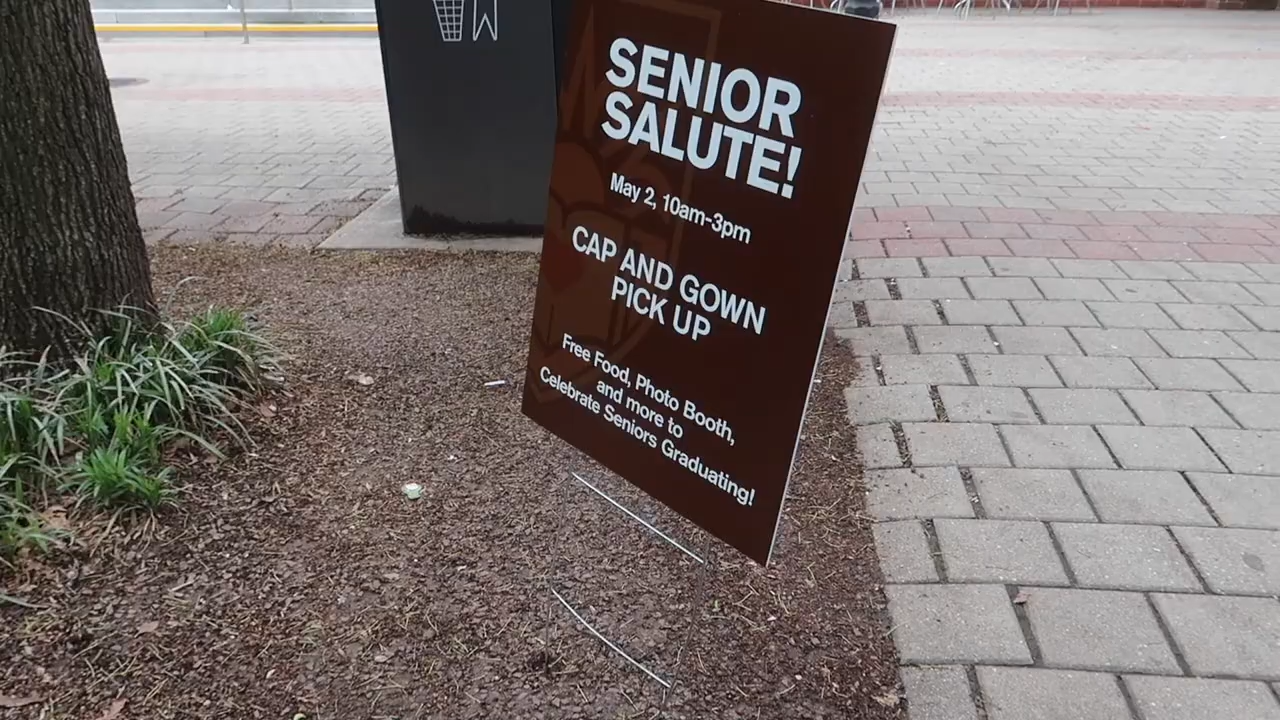 SENIOR
SALUTE!
May 2, 10am-3pm
CAP AND GOWN
PICK UP
Free Food, Photo Booth,
and more to
Celebrate Seniors Graduating!